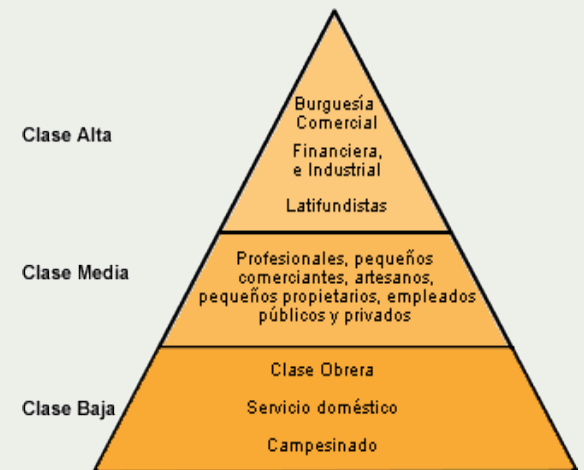 Clase Alta
Burguesía
Comercial
Financiera,
e Industrial
Latifundistas
Clase Media
Profesionales, pequeños
comerciantes, artesanos,
pequeños propietarios, empleados
públicos y privados
Clase Baja
Clase Obrera
Servicio doméstico
Campesinado